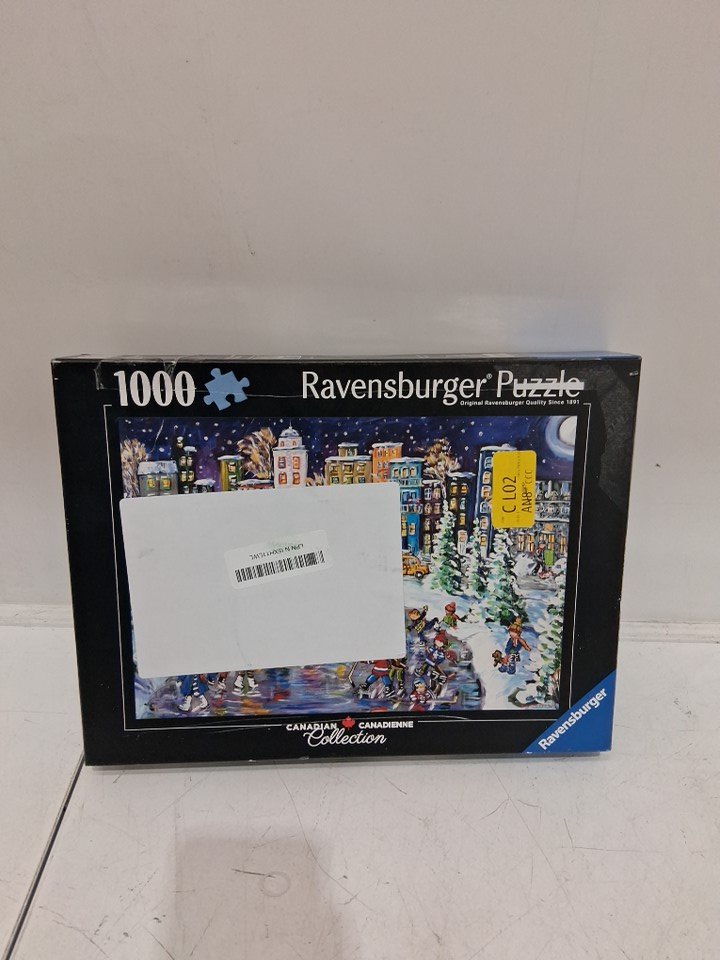 1000
Ravensburger® Puzzle
Original Ravensburger Quality Since 1891
C L02
CANADIAN CANADIENNE
Collection
Ravensburger